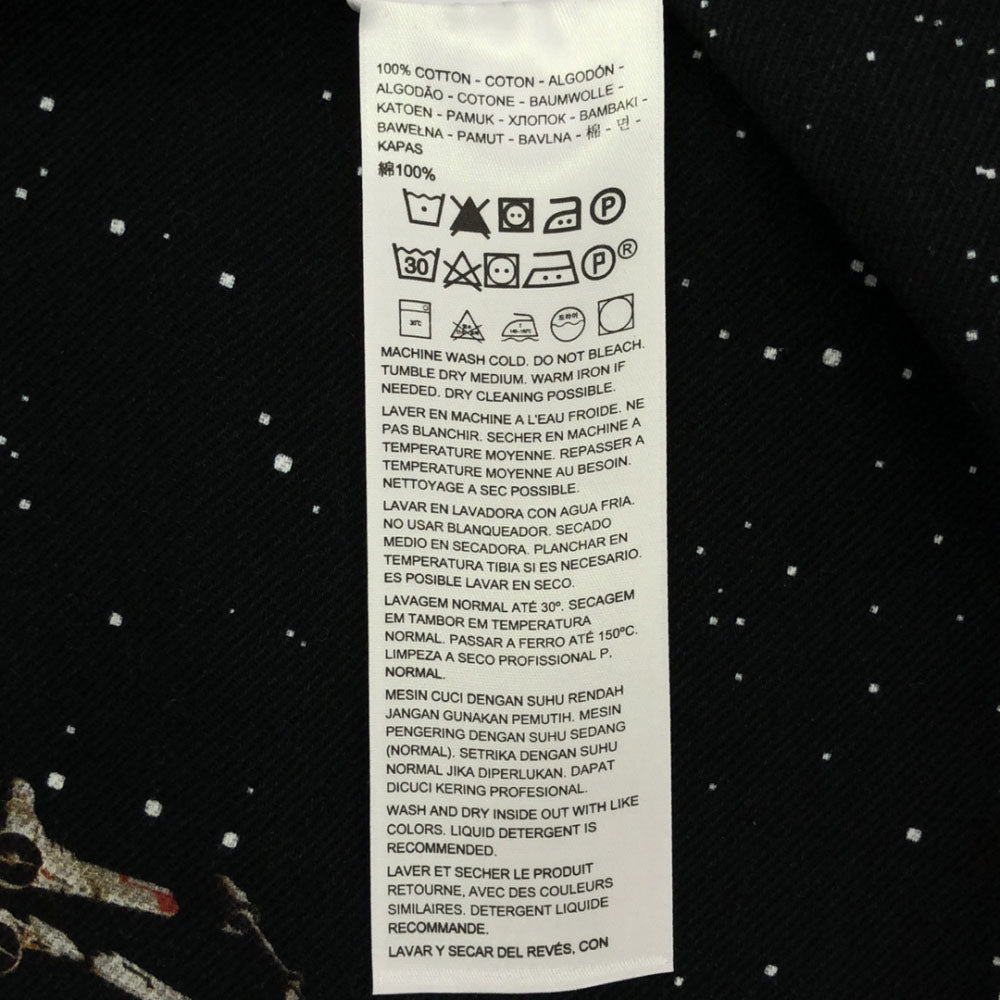 100% COTTON - COTON - ALGODÓN -
ALGODÃO - COTONE - BAUMWOLLE -
KATOEN - PAMUK - ХЛОПОК - BAMBAKI -
BAWEŁNA - PAMUT - BAVLNA - 棉 - 면 -
KAPAS
綿100%
P
30 P ®
30℃ 드라이
MACHINE WASH COLD. DO NOT BLEACH.
TUMBLE DRY MEDIUM. WARM IRON IF
NEEDED. DRY CLEANING POSSIBLE.
LAVER EN MACHINE A L'EAU FROIDE. NE
PAS BLANCHIR. SECHER EN MACHINE A
TEMPERATURE MOYENNE. REPASSER A
TEMPERATURE MOYENNE AU BESOIN.
NETTOYAGE A SEC POSSIBLE.
LAVAR EN LAVADORA CON AGUA FRIA.
NO USAR BLANQUEADOR. SECADO
MEDIO EN SECADORA. PLANCHAR EN
TEMPERATURA TIBIA SI ES NECESARIO.
ES POSIBLE LAVAR EN SECO.
LAVAGEM NORMAL ATÉ 30º. SECAGEM
EM TAMBOR EM TEMPERATURA
NORMAL. PASSAR A FERRO ATÉ 150ºC.
LIMPEZA A SECO PROFISSIONAL P,
NORMAL.
MESIN CUCI DENGAN SUHU RENDAH
JANGAN GUNAKAN PEMUTIH. MESIN
PENGERING DENGAN SUHU SEDANG
(NORMAL). SETRIKA DENGAN SUHU
NORMAL JIKA DIPERLUKAN. DAPAT
DICUCI KERING PROFESIONAL.
WASH AND DRY INSIDE OUT WITH LIKE
COLORS. LIQUID DETERGENT IS
RECOMMENDED.
LAVER ET SECHER LE PRODUIT
RETOURNE, AVEC DES COULEURS
SIMILAIRES. DETERGENT LIQUIDE
RECOMMANDE.
LAVAR Y SECAR DEL REVÉS, CON